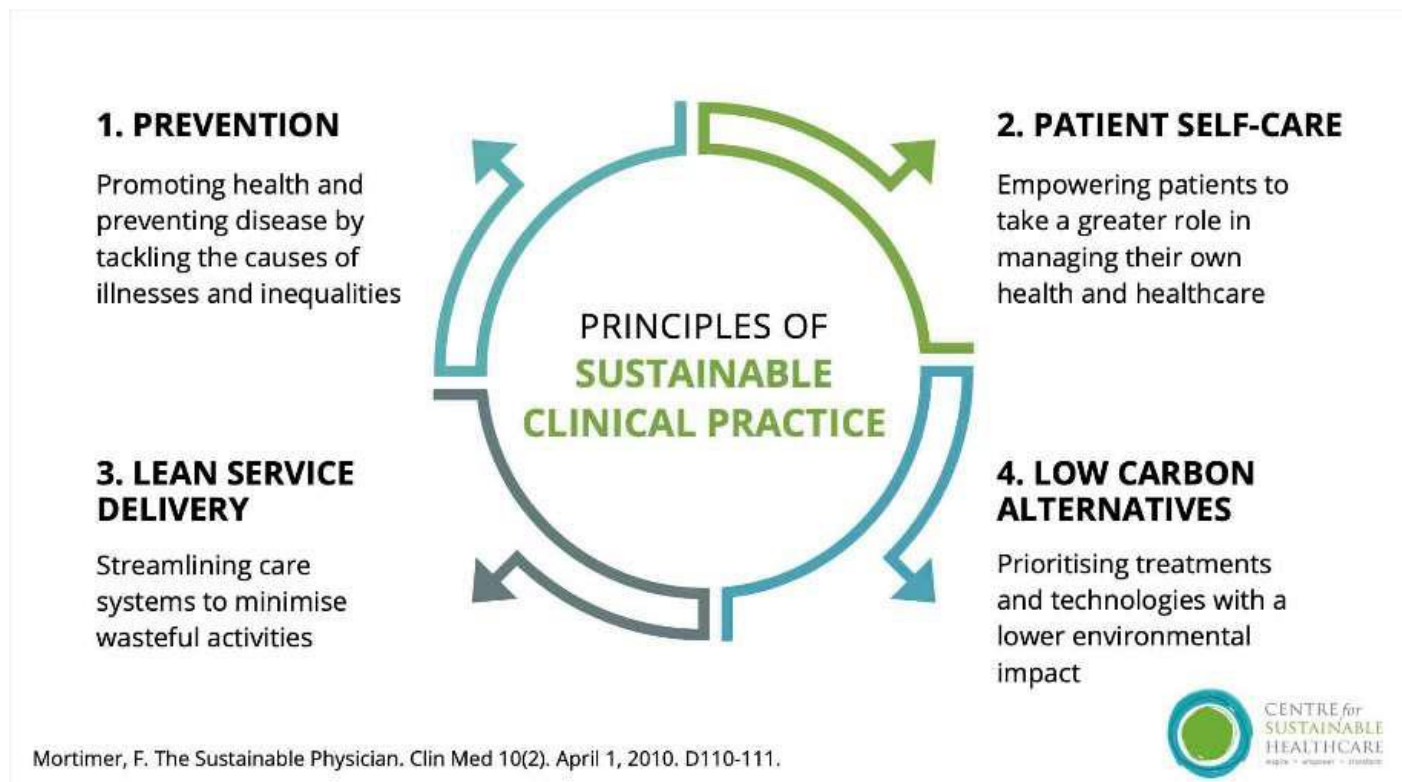 1. PREVENTION
Promoting health and
preventing disease by
tackling the causes of
illnesses and inequalities
2. PATIENT SELF-CARE
Empowering patients to
take a greater role in
managing their own
health and healthcare
PRINCIPLES OF
SUSTAINABLE
CLINICAL PRACTICE
3. LEAN SERVICE
DELIVERY
Streamlining care
systems to minimise
wasteful activities
4. LOW CARBON
ALTERNATIVES
Prioritising treatments
and technologies with a
lower environmental
impact
Mortimer, F. The Sustainable Physician. Clin Med 10(2). April 1, 2010. D110-111.
CENTRE for
SUSTAINABLE
HEALTHCARE
inspire • empower • transform